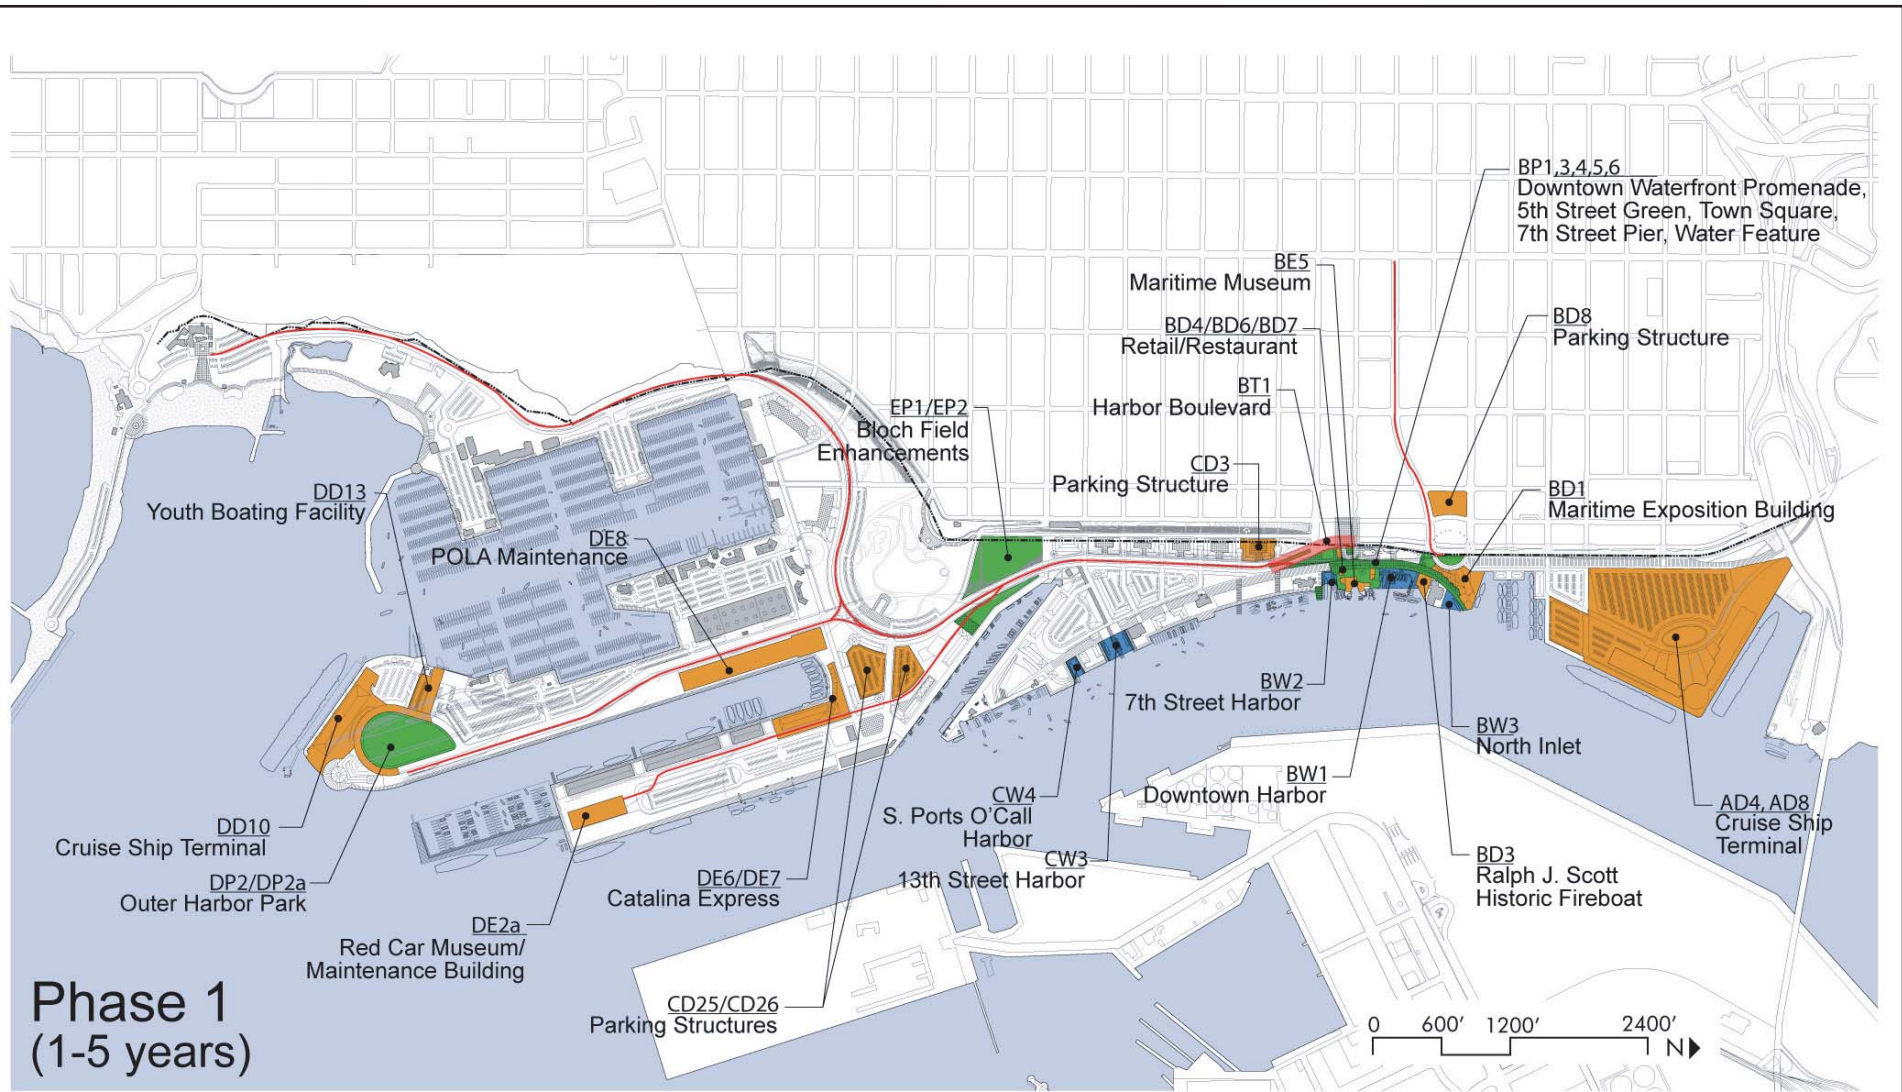 BP1,3,4,5,6
Downtown Waterfront Promenade,
5th Street Green, Town Square,
7th Street Pier, Water Feature
BE5
Maritime Museum
BD4/BD6/BD7
Retail/Restaurant
BD8
Parking Structure
BT1
Harbor Boulevard
EP1/EP2
Bloch Field
Enhancements
CD3
Parking Structure
BD1
Maritime Exposition Building
DD13
Youth Boating Facility
DE8
POLA Maintenance
BW2
7th Street Harbor
BW3
North Inlet
BW1
Downtown Harbor
CW4
S. Ports O'Call
Harbor
CW3
13th Street Harbor
AD4, AD8
Cruise Ship
Terminal
BD3
Ralph J. Scott
Historic Fireboat
DD10
Cruise Ship Terminal
DP2/DP2a
Outer Harbor Park
DE6/DE7
Catalina Express
DE2a
Red Car Museum/
Maintenance Building
CD25/CD26
Parking Structures
Phase 1
(1-5 years)
0 600' 1200' 2400'
N